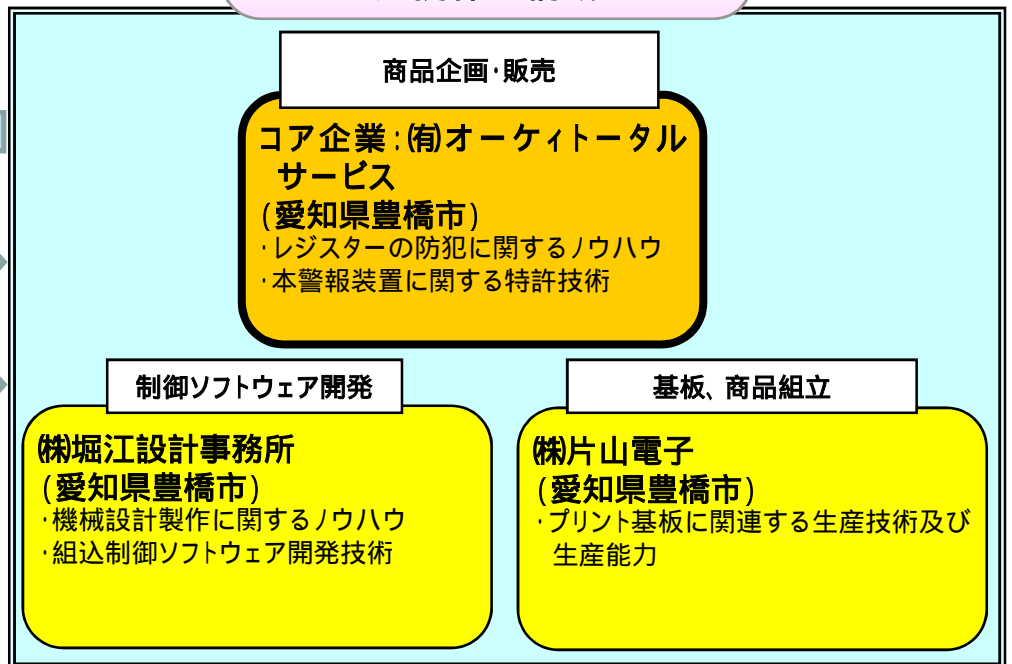 商品企画・販売
コア企業：㈲オーケィトータル
サービス
（愛知県豊橋市）
・レジスターの防犯に関するノウハウ
・本警報装置に関する特許技術
制御ソフトウェア開発
㈱堀江設計事務所
（愛知県豊橋市）
・機械設計製作に関するノウハウ
・組込制御ソフトウェア開発技術
基板、商品組立
㈱片山電子
（愛知県豊橋市）
・プリント基板に関連する生産技術及び
生産能力